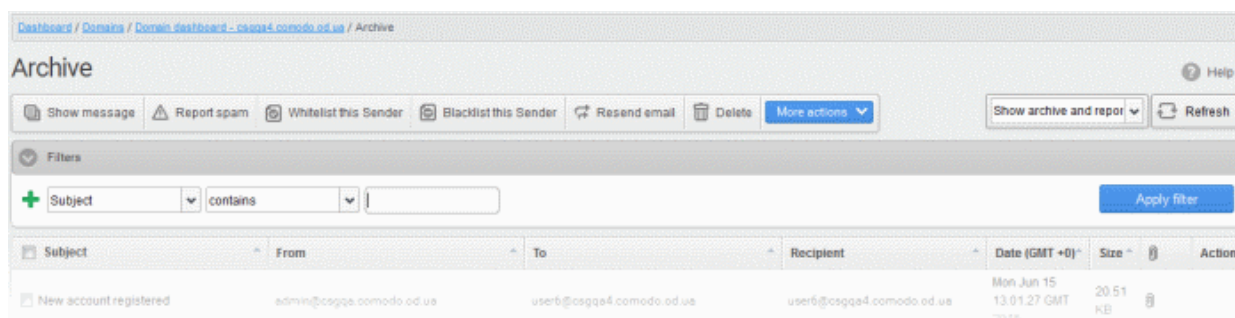 Dashboard / Domains / Domain dashboard - csgqa4.comodo.od.ua / Archive
Archive
Help
Show message Report spam Whitelist this Sender Blacklist this Sender Resend email Delete More actions Show archive and repor Refresh
Filters
Subject contains Apply filter
Subject From To Recipient Date (GMT +0) Size Action
New account registered admin@csgqa.comodo.od.ua user6@csgqa4.comodo.od.ua user6@csgqa4.comodo.od.ua Mon Jun 15 20.51
13:01:27 GMT KB